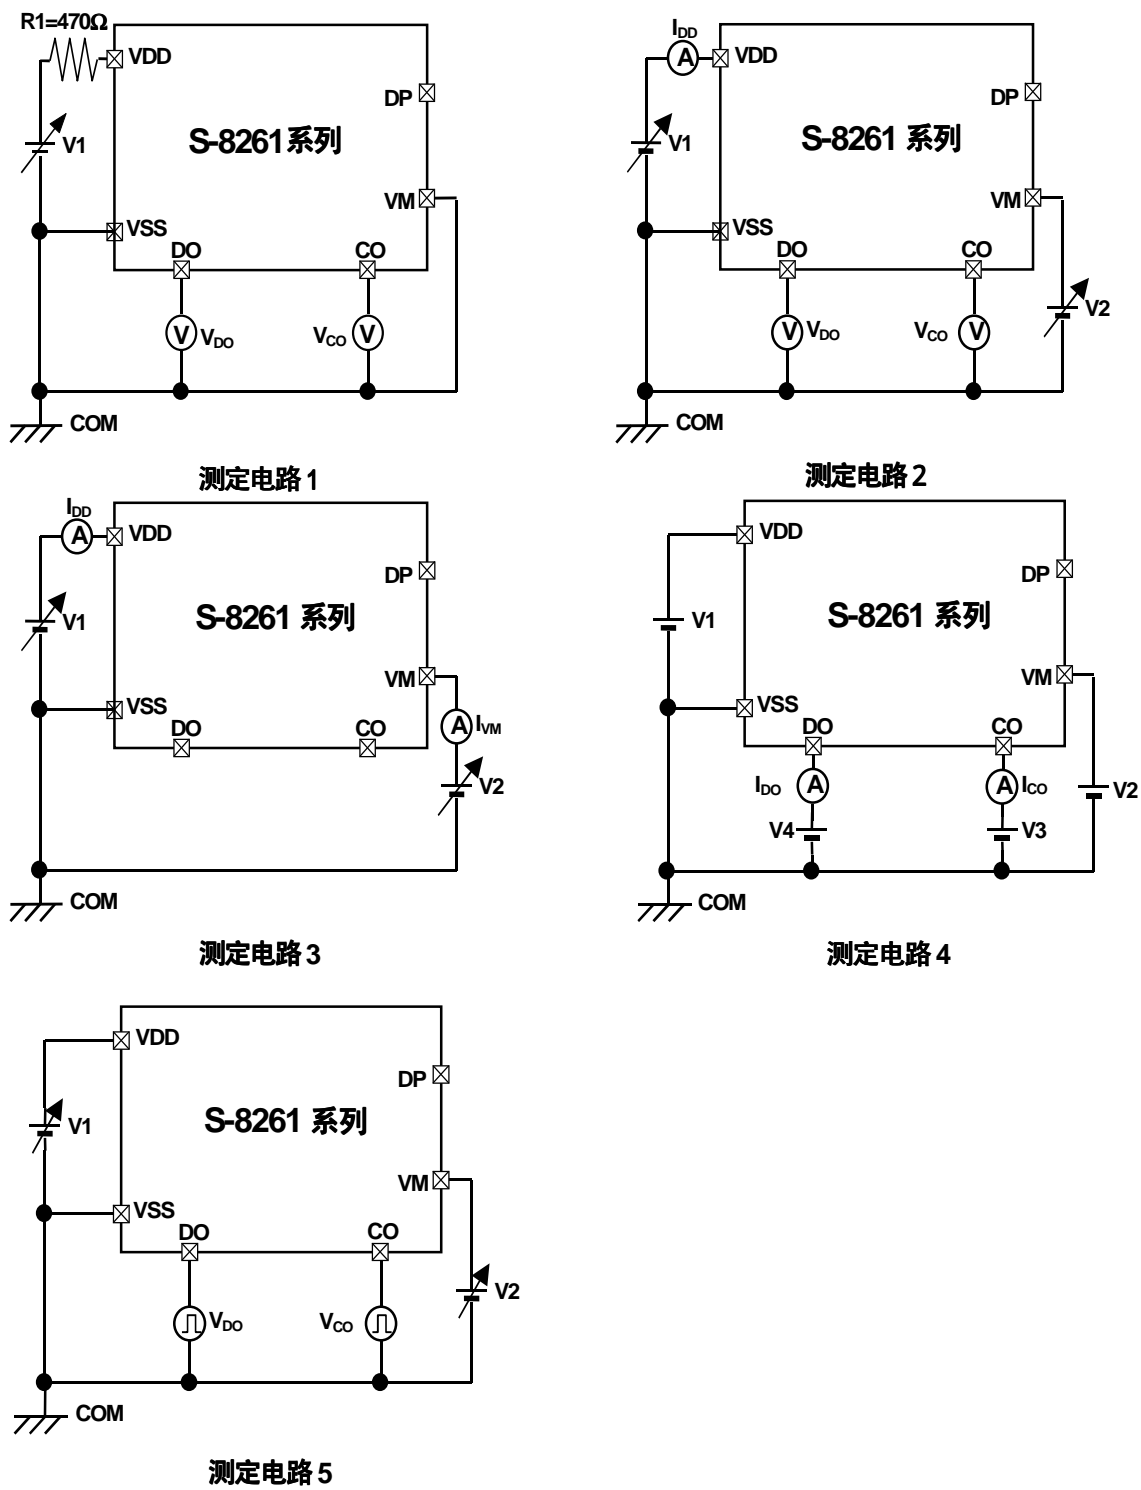 R1=470Ω
VDD
DP
S-8261系列
V1
VM
VSS
DO
CO
V
VDO
VCO
V
COM
测定电路1
IDD
A
VDD
DP
S-8261 系列
V1
VM
VSS
DO
CO
V2
V
VDO
VCO
V
COM
测定电路2
IDD
A
VDD
DP
S-8261 系列
V1
VM
VSS
DO
CO
A
IVM
V2
COM
测定电路3
VDD
DP
S-8261 系列
V1
VM
VSS
DO
CO
IDO
A
A
ICO
V2
V4
V3
COM
测定电路4
VDD
DP
S-8261 系列
V1
VM
VSS
DO
CO
V2
VDO
VCO
COM
测定电路5